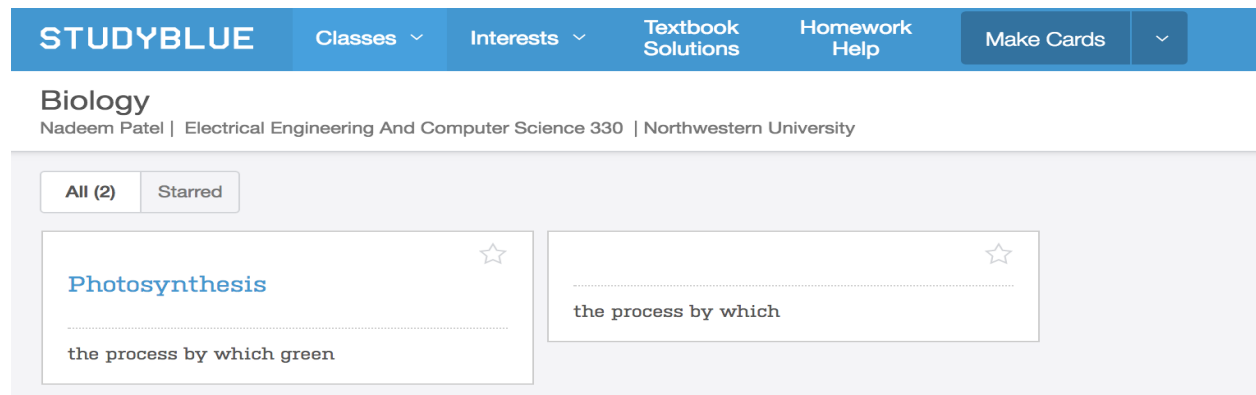 STUDYBLUE Classes Interests Textbook Solutions Homework Help Make Cards
Biology
Nadeem Patel | Electrical Engineering And Computer Science 330 | Northwestern University
All (2) Starred
Photosynthesis
the process by which green
the process by which